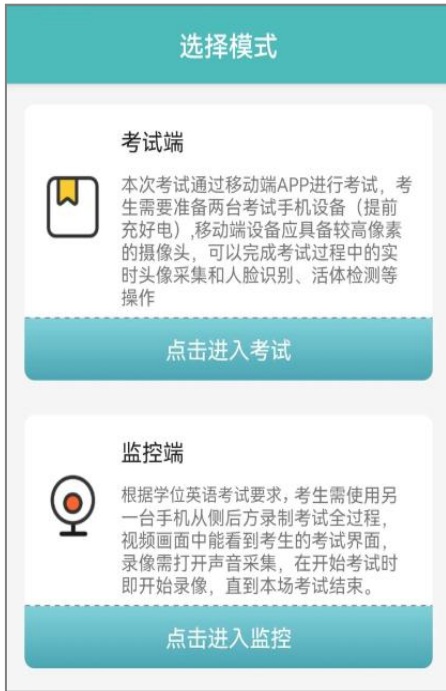 选择模式
考试端
本次考试通过移动端APP进行考试，考
生需要准备两台考试手机设备（提前
充好电）,移动端设备应具备较高像素
的摄像头，可以完成考试过程中的实
时头像采集和人脸识别、活体检测等
操作
点击进入考试
监控端
根据学位英语考试要求，考生需使用另
一台手机从侧后方录制考试全过程，
视频画面中能看到考生的考试界面，
录像需打开声音采集，在开始考试时
即开始录像，直到本场考试结束。
点击进入监控